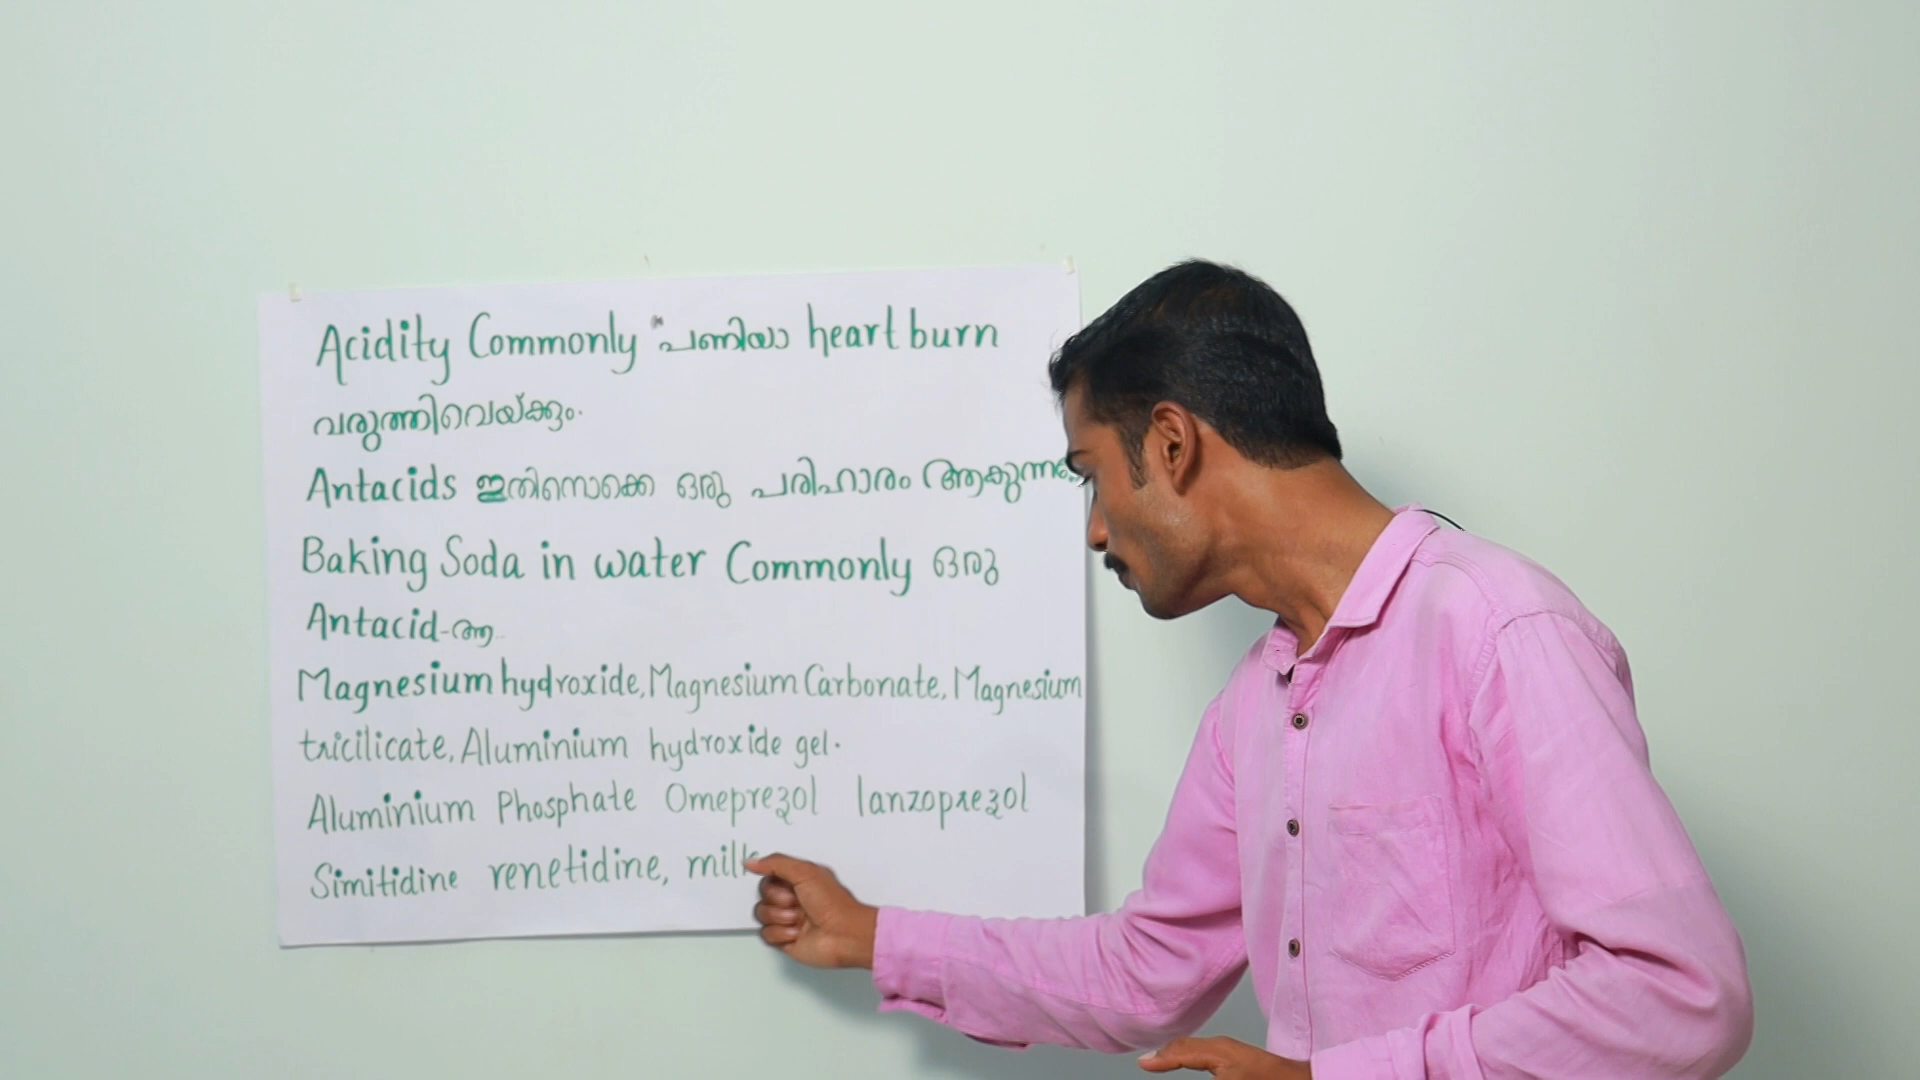 Acidity Commonly പണിയാ heart burn
വരുത്തിവെയ്ക്കും.
Antacids ഇതിനൊക്കെ ഒരു പരിഹാരം ആകുന്ന
Baking Soda in water Commonly ഒരു
Antacid-ആ..
Magnesium hydroxide, Magnesium Carbonate, Magnesium
tricilicate, Aluminium hydroxide gel.
Aluminium Phosphate Omeprezol lanzoprezol
Simitidine renetidine, milk